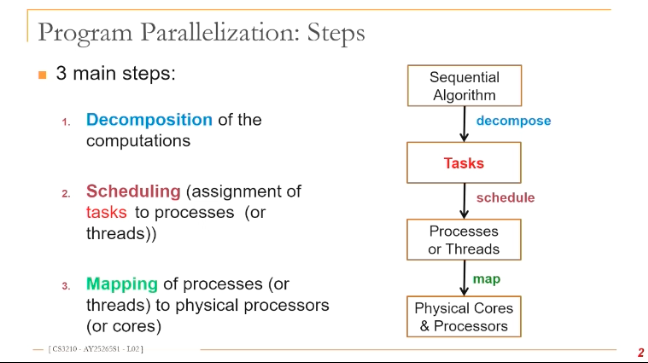 Program Parallelization: Steps
3 main steps:
1. Decomposition of the
computations
2. Scheduling (assignment of
tasks to processes (or
threads))
3. Mapping of processes (or
threads) to physical processors
(or cores)
Sequential
Algorithm
decompose
Tasks
schedule
Processes
or Threads
map
Physical Cores
& Processors
[ CS3210 - AY2526S1 - L02 ]
2